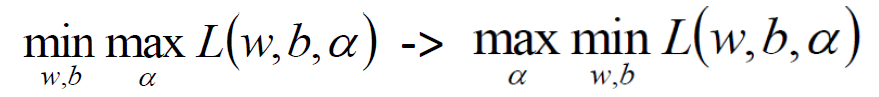 min max L(w,b,α) -> max min L(w,b,α)
w,b α α w,b